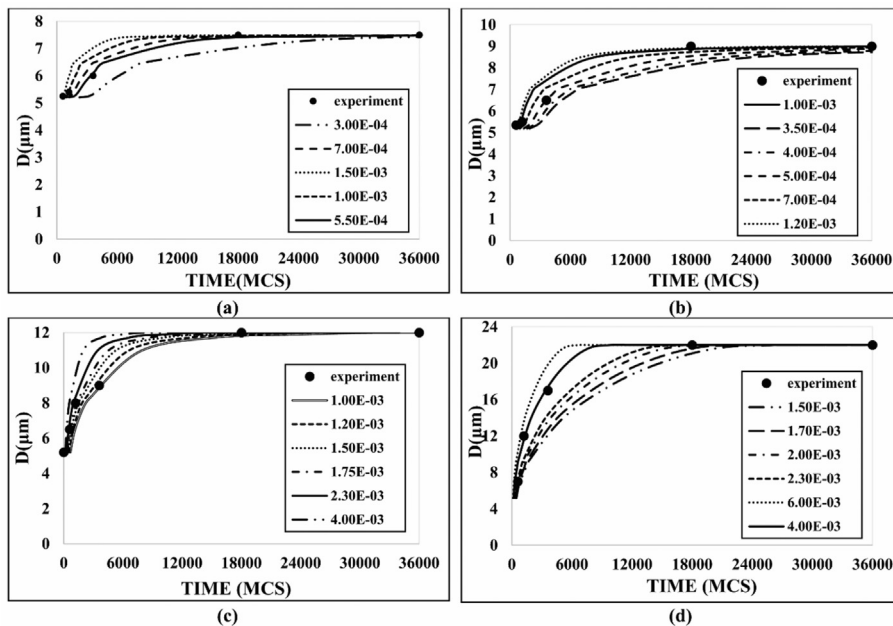 8
7
6
5
4
3
2
1
0
D(μm)
experiment
3.00E-04
7.00E-04
1.50E-03
1.00E-03
5.50E-04
0 6000 12000 18000 24000 30000 36000
TIME(MCS)
(a)
10
9
8
7
6
5
4
3
2
1
0
D(μm)
experiment
1.00E-03
3.50E-04
4.00E-04
5.00E-04
7.00E-04
1.20E-03
0 6000 12000 18000 24000 30000 36000
TIME(MCS)
(b)
12
10
8
6
4
2
0
D(μm)
experiment
1.00E-03
1.20E-03
1.50E-03
1.75E-03
2.30E-03
4.00E-03
0 6000 12000 18000 24000 30000 36000
TIME (MCS)
(c)
24
20
16
12
8
4
0
D(μm)
experiment
1.50E-03
1.70E-03
2.00E-03
2.30E-03
6.00E-03
4.00E-03
0 6000 12000 18000 24000 30000 36000
TIME (MCS)
(d)